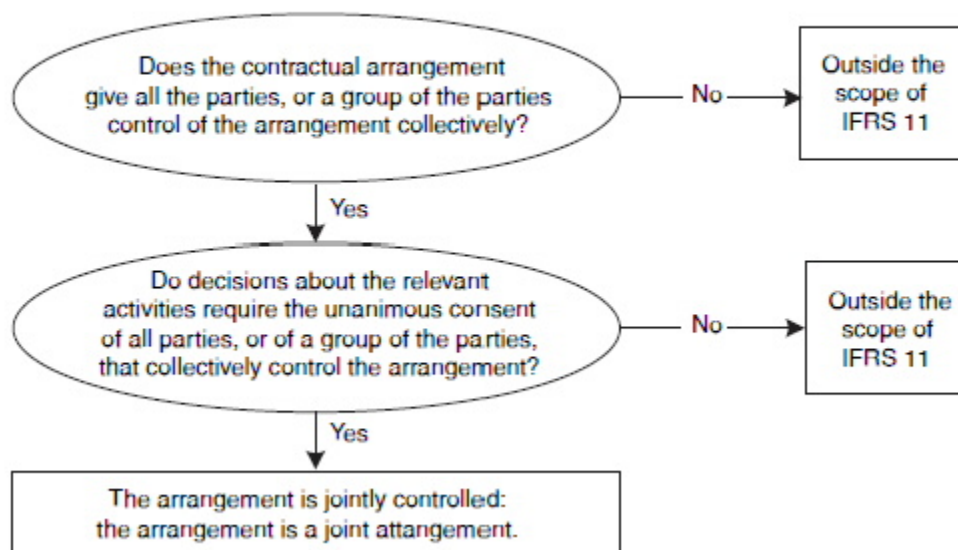 Does the contractual arrangement
give all the parties, or a group of the parties
control of the arrangement collectively?
No
Outside the
scope of
IFRS 11
Yes
Do decisions about the relevant
activities require the unanimous consent
of all parties, or of a group of the parties,
that collectively control the arrangement?
No
Outside the
scope of
IFRS 11
Yes
The arrangement is jointly controlled:
the arrangement is a joint attangement.